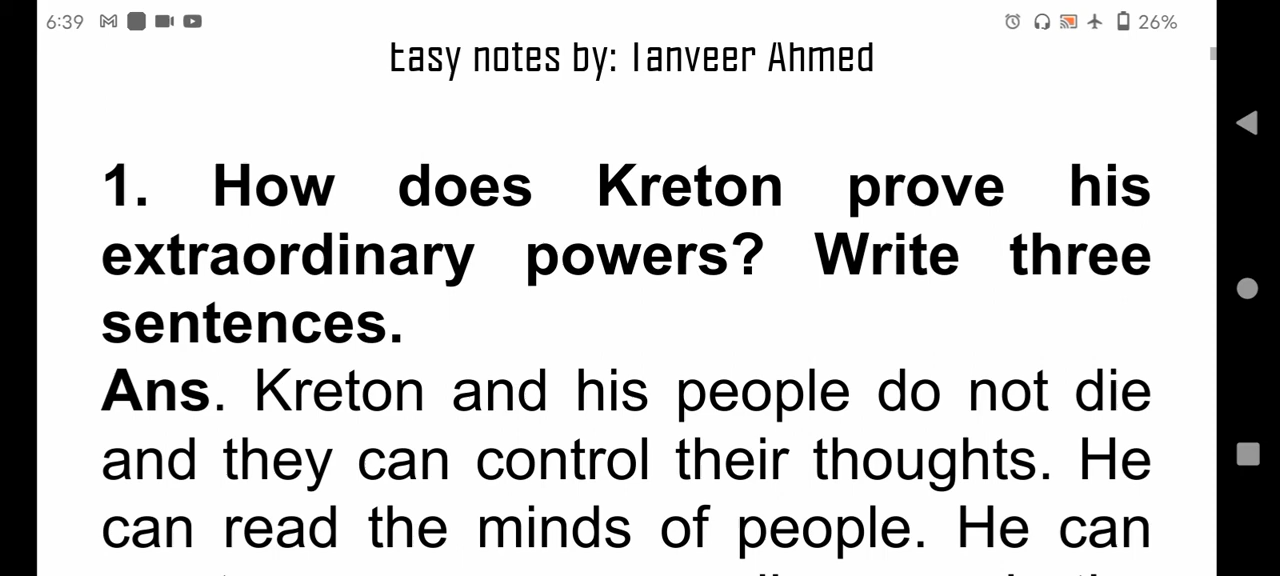 6:39
26%
Easy notes by: Tanveer Ahmed
1. How does Kreton prove his
extraordinary powers? Write three
sentences.
Ans. Kreton and his people do not die
and they can control their thoughts. He
can read the minds of people. He can